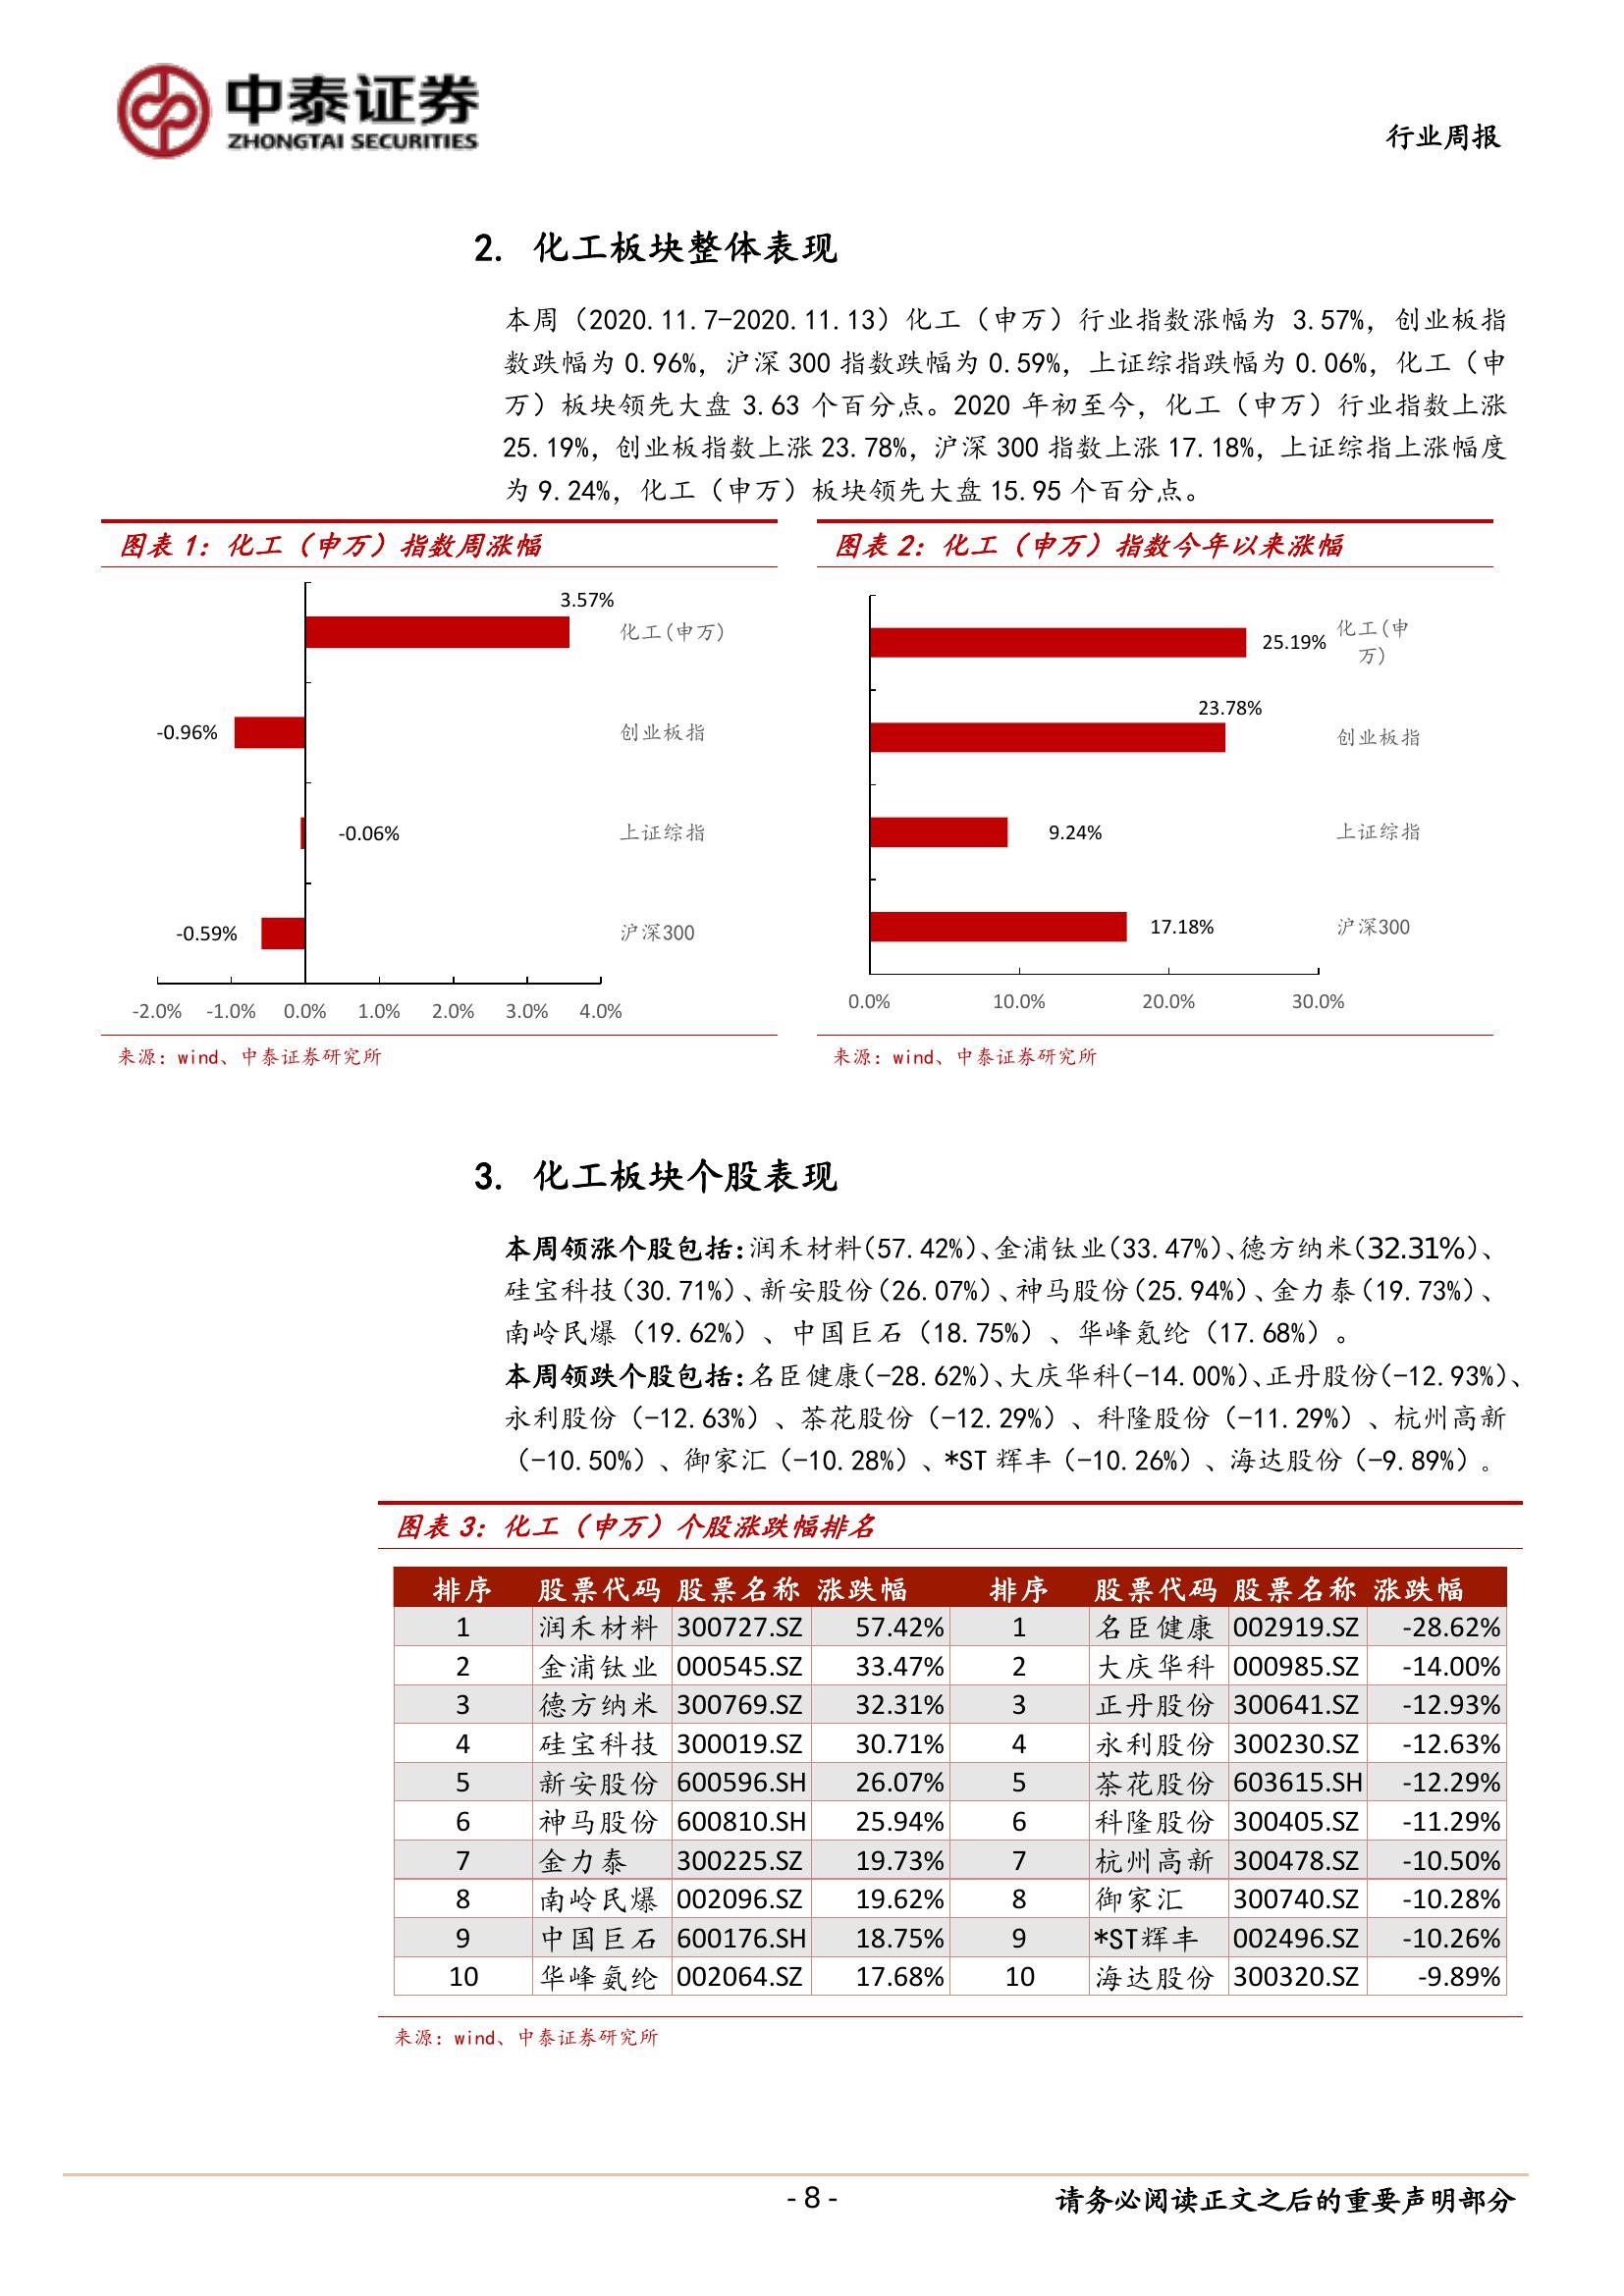 中泰证券
ZHONGTAI SECURITIES
行业周报
2. 化工板块整体表现
本周（2020.11.7-2020.11.13）化工（申万）行业指数涨幅为 3.57%，创业板指
数跌幅为 0.96%，沪深 300 指数跌幅为 0.59%，上证综指跌幅为 0.06%，化工（申
万）板块领先大盘 3.63 个百分点。2020 年初至今，化工（申万）行业指数上涨
25.19%，创业板指数上涨 23.78%，沪深 300 指数上涨 17.18%，上证综指上涨幅度
为 9.24%，化工（申万）板块领先大盘 15.95 个百分点。
图表 1：化工（申万）指数周涨幅
3.57%
化工(申万)
-0.96%
创业板指
-0.06%
上证综指
-0.59%
沪深300
-2.0% -1.0% 0.0% 1.0% 2.0% 3.0% 4.0%
来源：wind、中泰证券研究所
图表 2：化工（申万）指数今年以来涨幅
25.19%
化工(申
万)
23.78%
创业板指
9.24%
上证综指
17.18%
沪深300
0.0% 10.0% 20.0% 30.0%
来源：wind、中泰证券研究所
3. 化工板块个股表现
本周领涨个股包括：润禾材料(57.42%)、金浦钛业(33.47%)、德方纳米(32.31%)、
硅宝科技(30.71%)、新安股份(26.07%)、神马股份(25.94%)、金力泰(19.73%)、
南岭民爆（19.62%）、中国巨石（18.75%）、华峰氨纶（17.68%）。
本周领跌个股包括：名臣健康(-28.62%)、大庆华科(-14.00%)、正丹股份(-12.93%)、
永利股份（-12.63%）、茶花股份（-12.29%）、科隆股份（-11.29%）、杭州高新
（-10.50%）、御家汇（-10.28%）、*ST 辉丰（-10.26%）、海达股份（-9.89%）。
图表 3：化工（申万）个股涨跌幅排名
排序 股票代码 股票名称 涨跌幅 排序 股票代码 股票名称 涨跌幅
1 润禾材料 300727.SZ 57.42% 1 名臣健康 002919.SZ -28.62%
2 金浦钛业 000545.SZ 33.47% 2 大庆华科 000985.SZ -14.00%
3 德方纳米 300769.SZ 32.31% 3 正丹股份 300641.SZ -12.93%
4 硅宝科技 300019.SZ 30.71% 4 永利股份 300230.SZ -12.63%
5 新安股份 600596.SH 26.07% 5 茶花股份 603615.SH -12.29%
6 神马股份 600810.SH 25.94% 6 科隆股份 300405.SZ -11.29%
7 金力泰 300225.SZ 19.73% 7 杭州高新 300478.SZ -10.50%
8 南岭民爆 002096.SZ 19.62% 8 御家汇 300740.SZ -10.28%
9 中国巨石 600176.SH 18.75% 9 *ST辉丰 002496.SZ -10.26%
10 华峰氨纶 002064.SZ 17.68% 10 海达股份 300320.SZ -9.89%
来源：wind、中泰证券研究所
- 8 -
请务必阅读正文之后的重要声明部分